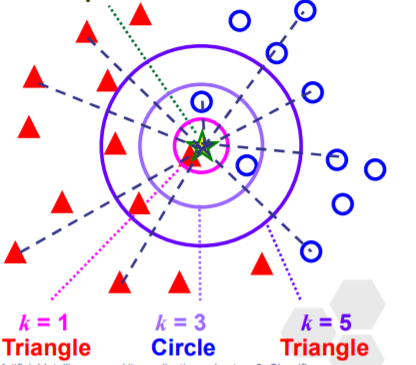 k = 1 k = 3 k = 5
Triangle Circle Triangle